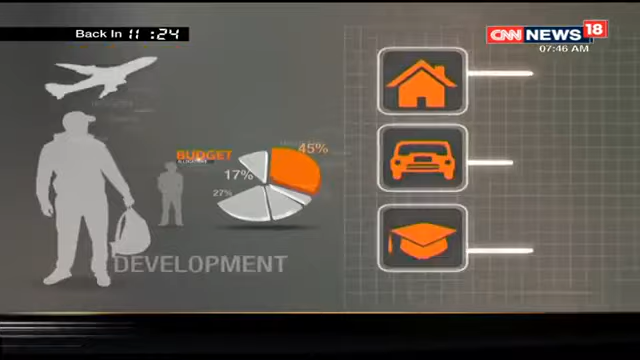 Back In 11:24
CNN NEWS 18
07:46 AM
BUDGET
45%
17%
27%
DEVELOPMENT